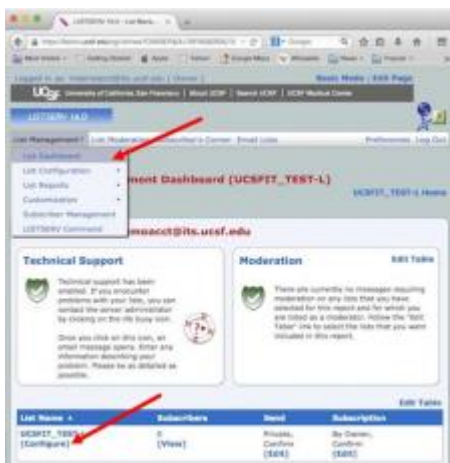 LISTSERV 14.0
University of California, San Francisco | About UCSF | Search UCSF | UCSF Medical Center
Basic Mode | Edit Page
LISTSERV 14.0
List Management List Moderation Subscriber's Corner Email Lists Preferences Log Out
List Dashboard
List Configuration
List Reports
Customization
Subscriber Management
LISTSERV Command
ment Dashboard (UCSFIT_TEST-L)
UCSFIT_TEST-L Home
moacct@its.ucsf.edu
Technical Support
Technical support has been
enabled. If you encounter
problems with your lists, you can
contact the server administrator
by clicking on the life buoy icon.
Once you click on this icon, an
email message opens. Enter any
information describing your
problem. Please be as detailed as
possible.
Moderation
Edit Table
There are currently no messages requiring
moderation on any lists that you have
selected for this report and for which you
are listed as a moderator. Follow the "Edit
Table" link to select the lists that you want
included in this report.
Edit Table
List Name Subscribers Send Subscription
UCSFIT_TEST-L
[Configure]
0
[View]
Private,
Confirm
[Edit]
By Owner,
Confirm
[Edit]